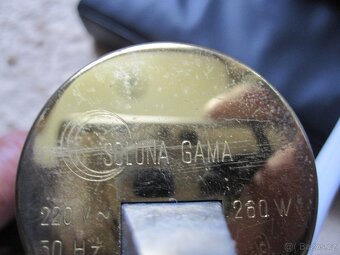 SOLUNA GAMA
220 V~ 260 W
50 Hz